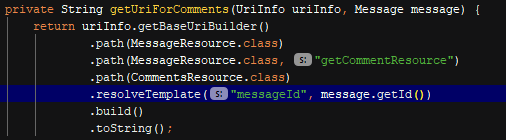 private String getUriForComments(UriInfo uriInfo, Message message) {
return uriInfo.getBaseUriBuilder()
.path(MessageResource.class)
.path(MessageResource.class, s: "getCommentResource")
.path(CommentsResource.class)
.resolveTemplate( s: "messageId", message.getId())
.build()
.toString();